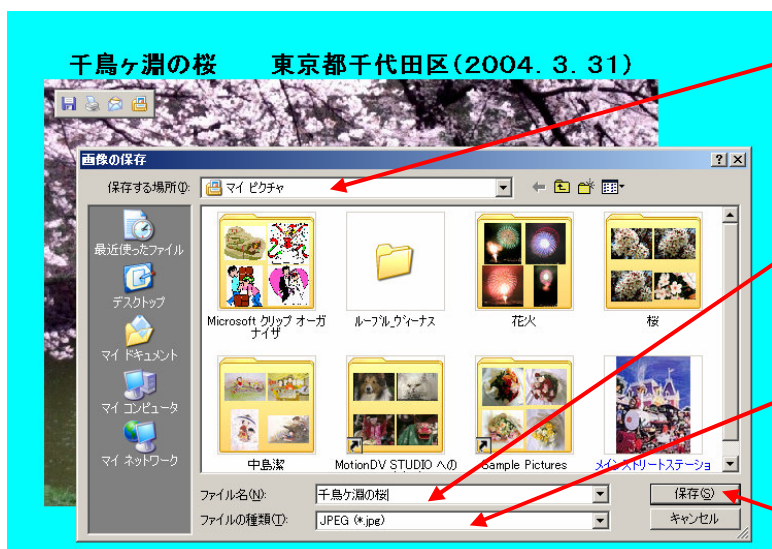 千鳥ヶ淵の桜 東京都千代田区(2004. 3. 31)
画像の保存
保存する場所(I):
マイ ピクチャ
最近使ったファイル
デスクトップ
マイ ドキュメント
マイ コンピュータ
マイ ネットワーク
Microsoft クリップ オーガ
ナイザ
ルーブル_ヴィーナス
花火
桜
中島潔
MotionDV STUDIO への
Sample Pictures
メインストリートステーショ
ファイル名(N):
千鳥ケ淵の桜
保存(S)
ファイルの種類(T):
JPEG (*.jpg)
キャンセル